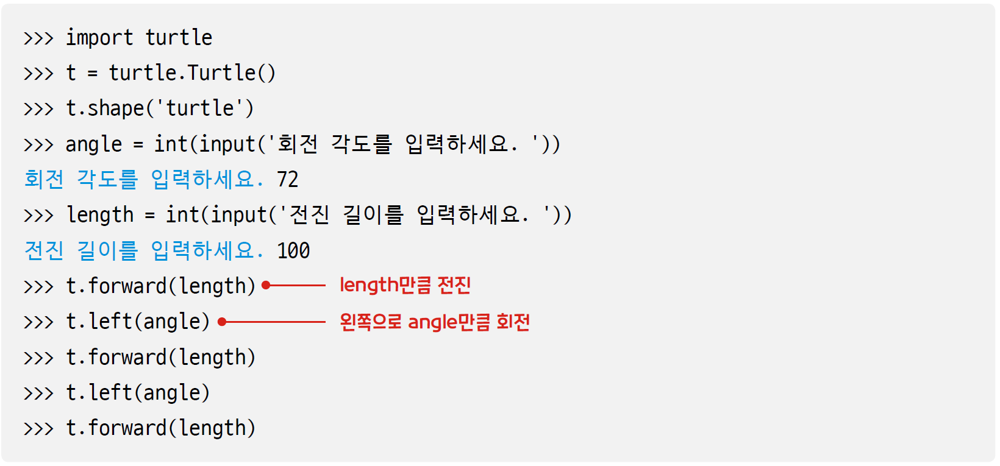 >>> import turtle
>>> t = turtle.Turtle()
>>> t.shape('turtle')
>>> angle = int(input('회전 각도를 입력하세요. '))
회전 각도를 입력하세요. 72
>>> length = int(input('전진 길이를 입력하세요. '))
전진 길이를 입력하세요. 100
>>> t.forward(length) length만큼 전진
>>> t.left(angle) 왼쪽으로 angle만큼 회전
>>> t.forward(length)
>>> t.left(angle)
>>> t.forward(length)